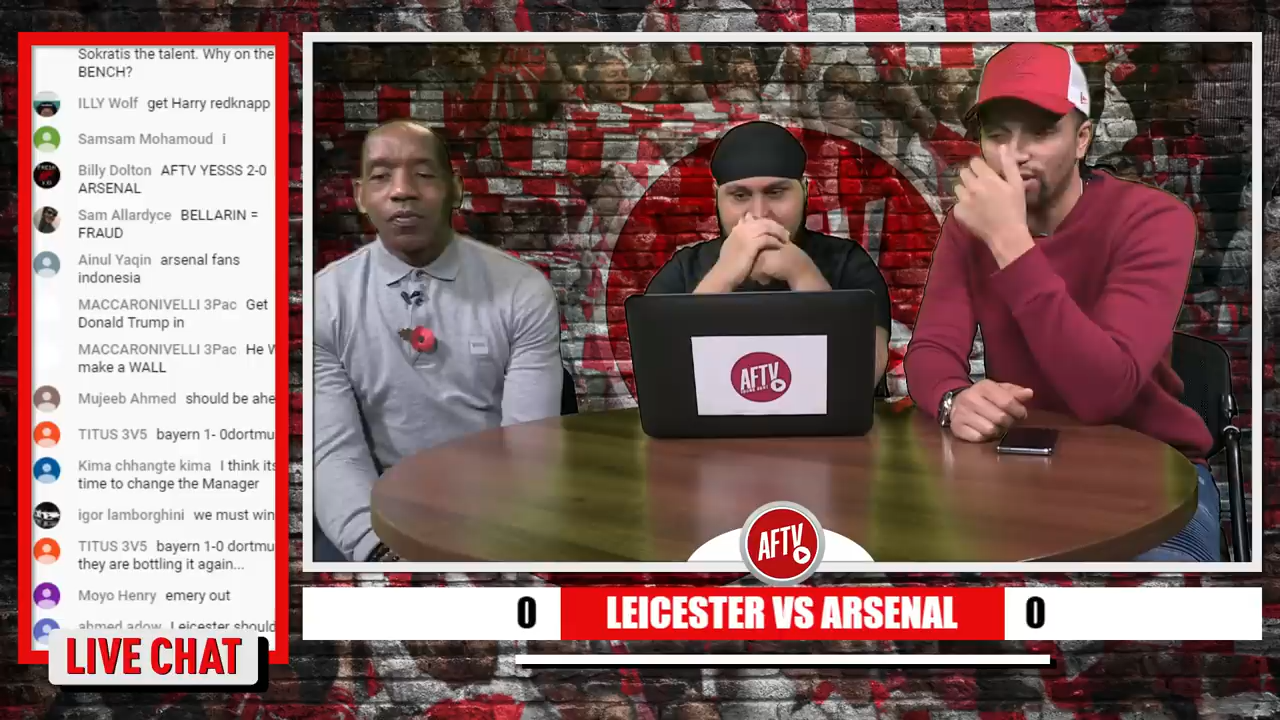 Sokratis the talent. Why on the
BENCH?
ILLY Wolf get Harry redknapp
Samsam Mohamoud i
Billy Dolton AFTV YESSS 2-0
ARSENAL
Sam Allardyce BELLARIN =
FRAUD
Ainul Yaqin arsenal fans
indonesia
MACCARONIVELLI 3Pac Get
Donald Trump in
MACCARONIVELLI 3Pac He W
make a WALL
Mujeeb Ahmed should be ahe
TITUS 3V5 bayern 1- 0dortmu
Kima chhangte kima I think its
time to change the Manager
igor lamborghini we must win
TITUS 3V5 bayern 1-0 dortmu
they are bottling it again...
Moyo Henry emery out
ahmed adow Leicester should
LIVE CHAT
AFTV
AFTV
0 LEICESTER VS ARSENAL 0